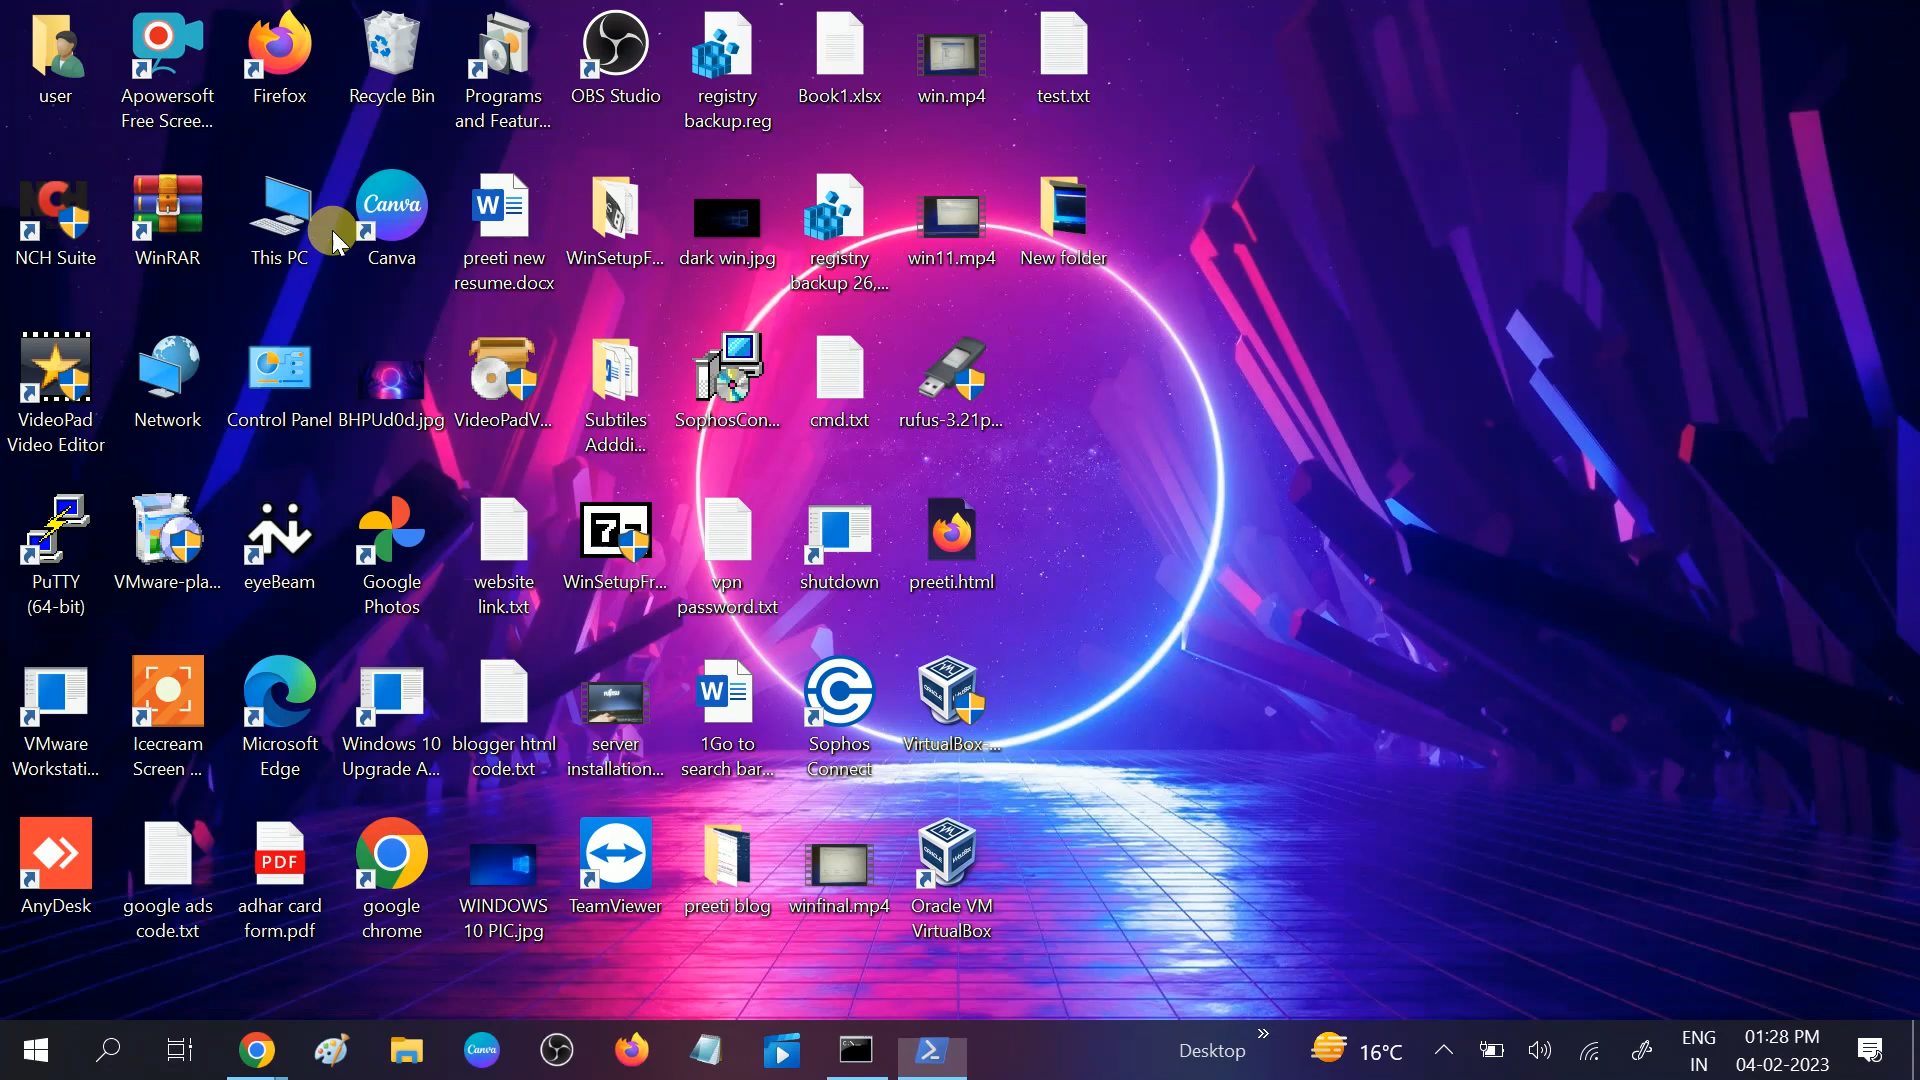 user
Apowersoft
Free Scree...
Firefox
Recycle Bin
Programs
and Featur...
OBS Studio
registry
backup.reg
Book1.xlsx
win.mp4
test.txt
NCH
NCH Suite
WinRAR
This PC
Canva
Canva
W
preeti new
resume.docx
WinSetupF...
dark win.jpg
registry
backup 26,...
win11.mp4
New folder
VideoPad
Video Editor
Network
Control Panel
BHPUd0d.jpg
VideoPadV...
Subtiles
Adddi...
SophosCon...
cmd.txt
rufus-3.21p...
PuTTY
(64-bit)
VMware-pla...
eyeBeam
Google
Photos
website
link.txt
WinSetupFr...
vpn
password.txt
shutdown
preeti.html
VMware
Workstati...
Icecream
Screen ...
Microsoft
Edge
Windows 10
Upgrade A...
blogger html
code.txt
FUJITSU
server
installation...
W
1Go to
search bar...
Sophos
Connect
VirtualBox-...
AnyDesk
google ads
code.txt
PDF
adhar card
form.pdf
google
chrome
WINDOWS
10 PIC.jpg
TeamViewer
preeti blog
winfinal.mp4
Oracle VM
VirtualBox
Canva
Desktop
16°C
ENG
IN
01:28 PM
04-02-2023